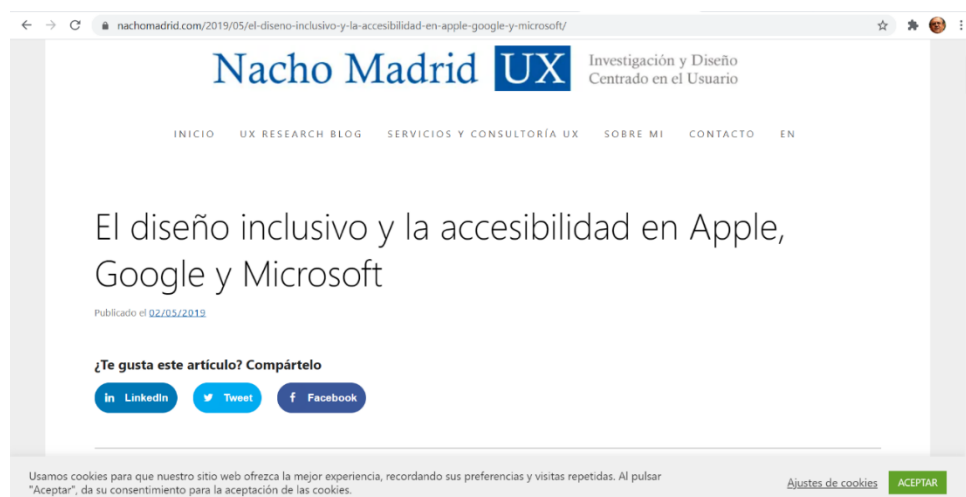 nachomadrid.com/2019/05/el-diseno-inclusivo-y-la-accesibilidad-en-apple-google-y-microsoft/
Nacho Madrid UX
Investigación y Diseño
Centrado en el Usuario
INICIO UX RESEARCH BLOG SERVICIOS Y CONSULTORÍA UX SOBRE MI CONTACTO EN
El diseño inclusivo y la accesibilidad en Apple,
Google y Microsoft
Publicado el 02/05/2019
¿Te gusta este artículo? Compártelo
in LinkedIn Tweet f Facebook
Usamos cookies para que nuestro sitio web ofrezca la mejor experiencia, recordando sus preferencias y visitas repetidas. Al pulsar
"Aceptar", da su consentimiento para la aceptación de las cookies.
Ajustes de cookies ACEPTAR